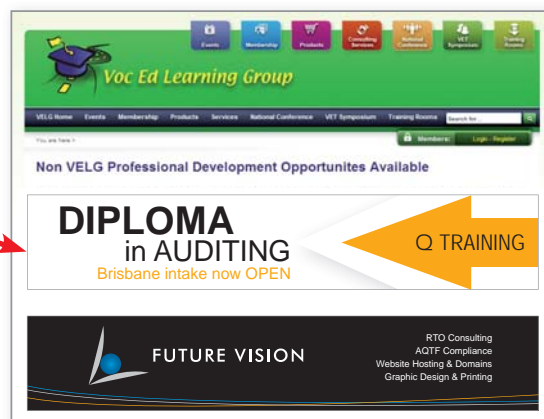 Events
Membership
Products
Consulting Services
National Conference
VET Symposium
Training Rooms
Voc Ed Learning Group
VELG Home Events Membership Products Services National Conference VET Symposium Training Rooms Search for...
You are here >
Members: Login - Register
Non VELG Professional Development Opportunites Available
DIPLOMA
in AUDITING
Brisbane intake now OPEN
Q TRAINING
FUTURE VISION
RTO Consulting
AQTF Compliance
Website Hosting & Domains
Graphic Design & Printing